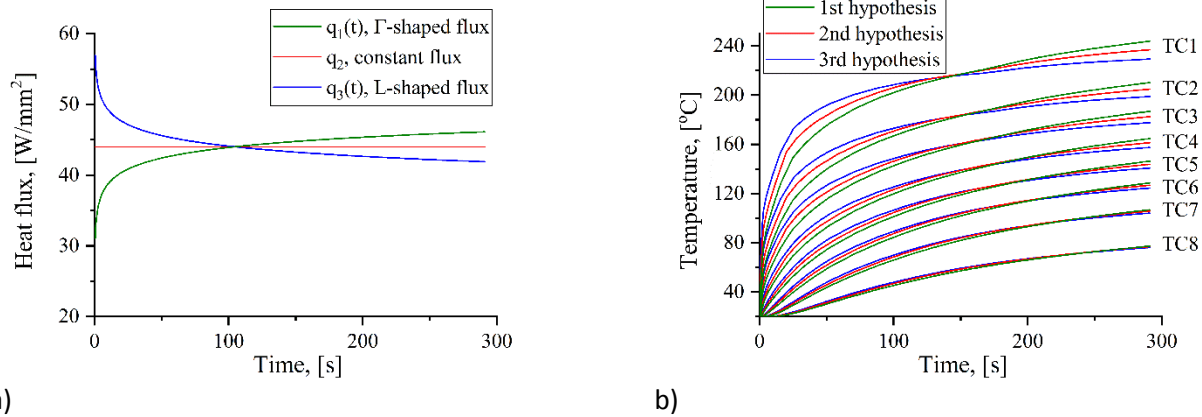 q₁(t), Γ-shaped flux
q₂, constant flux
q₃(t), L-shaped flux
Heat flux, [W/mm²]
60
50
40
30
20
0
100
200
300
Time, [s]
1st hypothesis
2nd hypothesis
3rd hypothesis
Temperature, [°C]
240
200
160
120
80
40
TC1
TC2
TC3
TC4
TC5
TC6
TC7
TC8
0
100
200
300
Time, [s]
)
b)